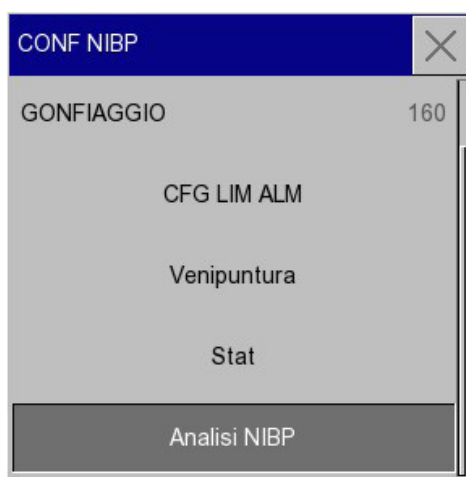 CONF NIBP
GONFIAGGIO 160
CFG LIM ALM
Venipuntura
Stat
Analisi NIBP